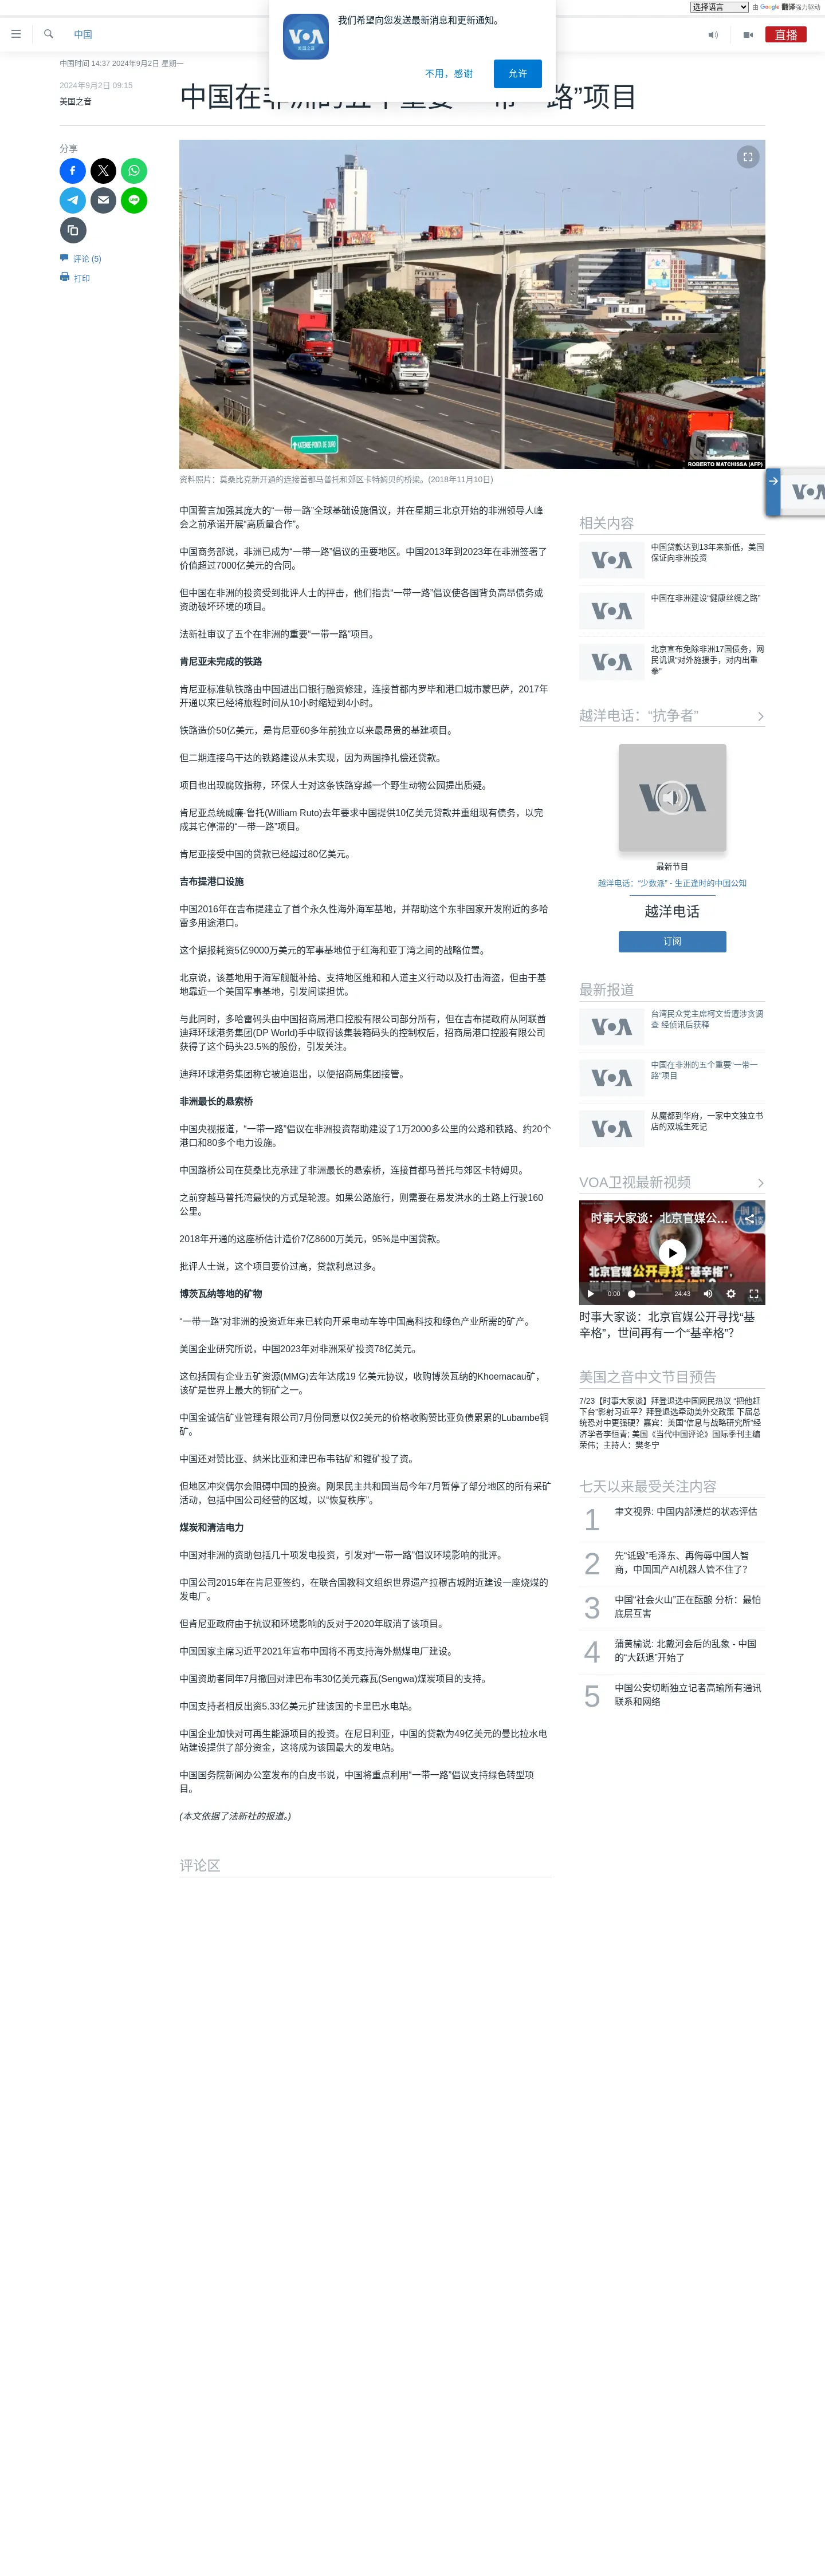 选择语言 由 Google 翻译强力驱动
我们希望向您发送最新消息和更新通知。
不用，感谢
允许
中国
直播
中国时间 14:37 2024年9月2日 星期一
2024年9月2日 09:15
美国之音
中国在非洲的五个重要“一带一路”项目
分享
评论 (5)
打印
VOA
KATEMBE-PONTA DE OURO
ROBERTO MATCHISSA (AFP)
资料照片：莫桑比克新开通的连接首都马普托和郊区卡特姆贝的桥梁。(2018年11月10日)
中国誓言加强其庞大的“一带一路”全球基础设施倡议，并在星期三北京开始的非洲领导人峰
会之前承诺开展“高质量合作”。
中国商务部说，非洲已成为“一带一路”倡议的重要地区。中国2013年到2023年在非洲签署了
价值超过7000亿美元的合同。
但中国在非洲的投资受到批评人士的抨击，他们指责“一带一路”倡议使各国背负高昂债务或
资助破坏环境的项目。
法新社审议了五个在非洲的重要“一带一路”项目。
肯尼亚未完成的铁路
肯尼亚标准轨铁路由中国进出口银行融资修建，连接首都内罗毕和港口城市蒙巴萨，2017年
开通以来已经将旅程时间从10小时缩短到4小时。
铁路造价50亿美元，是肯尼亚60多年前独立以来最昂贵的基建项目。
但二期连接乌干达的铁路建设从未实现，因为两国挣扎偿还贷款。
项目也出现腐败指称，环保人士对这条铁路穿越一个野生动物公园提出质疑。
肯尼亚总统威廉·鲁托(William Ruto)去年要求中国提供10亿美元贷款并重组现有债务，以完
成其它停滞的“一带一路”项目。
肯尼亚接受中国的贷款已经超过80亿美元。
吉布提港口设施
中国2016年在吉布提建立了首个永久性海外海军基地，并帮助这个东非国家开发附近的多哈
雷多用途港口。
这个据报耗资5亿9000万美元的军事基地位于红海和亚丁湾之间的战略位置。
北京说，该基地用于海军舰艇补给、支持地区维和和人道主义行动以及打击海盗，但由于基
地靠近一个美国军事基地，引发间谍担忧。
与此同时，多哈雷码头由中国招商局港口控股有限公司部分所有，但在吉布提政府从阿联酋
迪拜环球港务集团(DP World)手中取得该集装箱码头的控制权后，招商局港口控股有限公司
获得了这个码头23.5%的股份，引发关注。
迪拜环球港务集团称它被迫退出，以便招商局集团接管。
非洲最长的悬索桥
中国央视报道，“一带一路”倡议在非洲投资帮助建设了1万2000多公里的公路和铁路、约20个
港口和80多个电力设施。
中国路桥公司在莫桑比克承建了非洲最长的悬索桥，连接首都马普托与郊区卡特姆贝。
之前穿越马普托湾最快的方式是轮渡。如果公路旅行，则需要在易发洪水的土路上行驶160
公里。
2018年开通的这座桥估计造价7亿8600万美元，95%是中国贷款。
批评人士说，这个项目要价过高，贷款利息过多。
博茨瓦纳等地的矿物
“一带一路”对非洲的投资近年来已转向开采电动车等中国高科技和绿色产业所需的矿产。
美国企业研究所说，中国2023年对非洲采矿投资78亿美元。
这包括国有企业五矿资源(MMG)去年达成19 亿美元协议，收购博茨瓦纳的Khoemacau矿，
该矿是世界上最大的铜矿之一。
中国金诚信矿业管理有限公司7月份同意以仅2美元的价格收购赞比亚负债累累的Lubambe铜
矿。
中国还对赞比亚、纳米比亚和津巴布韦钴矿和锂矿投了资。
但地区冲突偶尔会阻碍中国的投资。刚果民主共和国当局今年7月暂停了部分地区的所有采矿
活动，包括中国公司经营的区域，以“恢复秩序”。
煤炭和清洁电力
中国对非洲的资助包括几十项发电投资，引发对“一带一路”倡议环境影响的批评。
中国公司2015年在肯尼亚签约，在联合国教科文组织世界遗产拉穆古城附近建设一座烧煤的
发电厂。
但肯尼亚政府由于抗议和环境影响的反对于2020年取消了该项目。
中国国家主席习近平2021年宣布中国将不再支持海外燃煤电厂建设。
中国资助者同年7月撤回对津巴布韦30亿美元森瓦(Sengwa)煤炭项目的支持。
中国支持者相反出资5.33亿美元扩建该国的卡里巴水电站。
中国企业加快对可再生能源项目的投资。在尼日利亚，中国的贷款为49亿美元的曼比拉水电
站建设提供了部分资金，这将成为该国最大的发电站。
中国国务院新闻办公室发布的白皮书说，中国将重点利用“一带一路”倡议支持绿色转型项
目。
(本文依据了法新社的报道。)
评论区
相关内容
中国贷款达到13年来新低，美国
保证向非洲投资
中国在非洲建设“健康丝绸之路”
北京宣布免除非洲17国债务，网
民讥讽“对外施援手，对内出重
拳”
越洋电话：“抗争者”
最新节目
越洋电话：“少数派” - 生正逢时的中国公知
越洋电话
订阅
最新报道
台湾民众党主席柯文哲遭涉贪调
查 经侦讯后获释
中国在非洲的五个重要“一带一
路”项目
从魔都到华府，一家中文独立书
店的双城生死记
VOA卫视最新视频
时事大家谈：北京官媒公...
北京官媒公开寻找“基辛格”，
0:00 24:43
时事大家谈：北京官媒公开寻找“基
辛格”，世间再有一个“基辛格”？
美国之音中文节目预告
7/23【时事大家谈】拜登退选中国网民热议 “把他赶
下台”影射习近平？拜登退选牵动美外交政策 下届总
统恐对中更强硬？嘉宾：美国“信息与战略研究所”经
济学者李恒青; 美国《当代中国评论》国际季刊主编
荣伟；主持人：樊冬宁
七天以来最受关注内容
1 聿文视界: 中国内部溃烂的状态评估
2 先“诋毁”毛泽东、再侮辱中国人智
商，中国国产AI机器人管不住了？
3 中国“社会火山”正在酝酿 分析：最怕
底层互害
4 蒲黄榆说: 北戴河会后的乱象 - 中国
的“大跃退”开始了
5 中国公安切断独立记者高瑜所有通讯
联系和网络